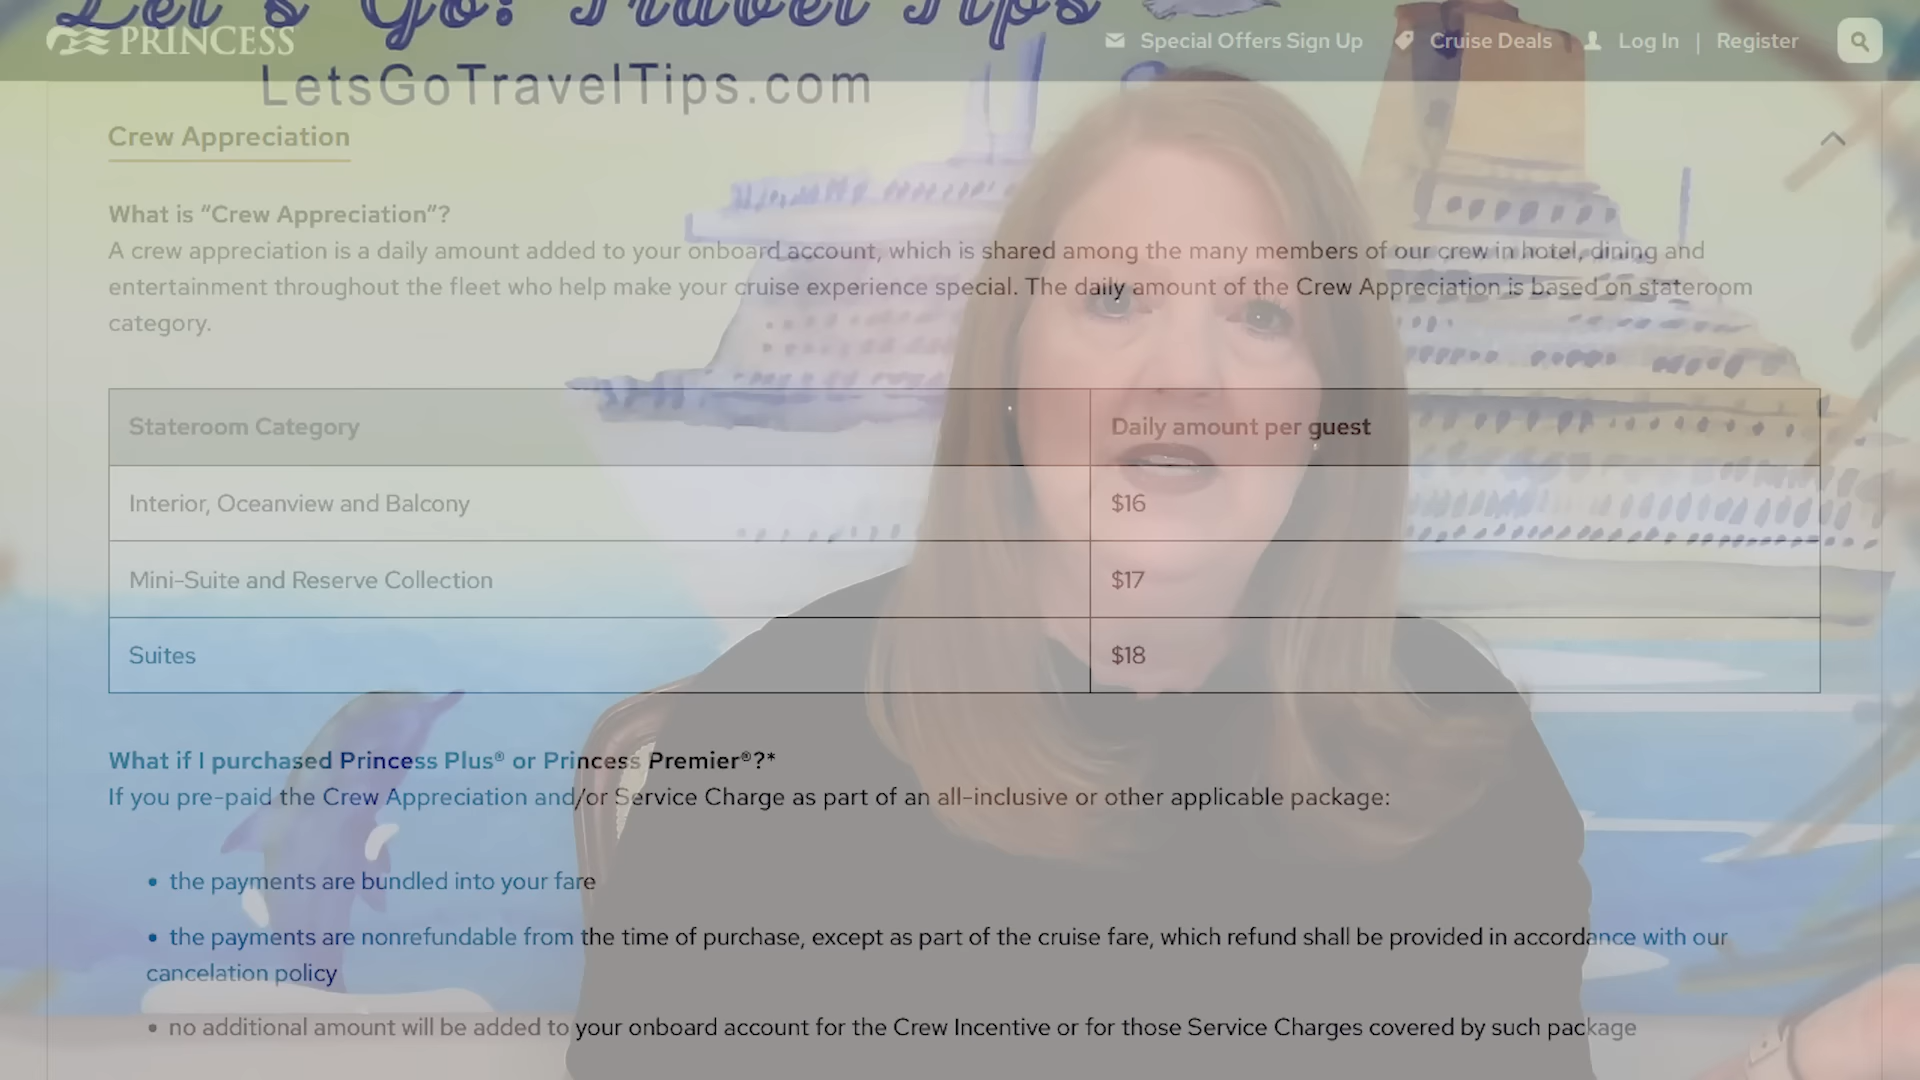 Let's Go! Travel Tips
PRINCESS
Special Offers Sign Up
Cruise Deals
Log In | Register
LetsGoTravelTips.com
Crew Appreciation
What is “Crew Appreciation”?
A crew appreciation is a daily amount added to your onboard account, which is shared among the many members of our crew in hotel, dining and
entertainment throughout the fleet who help make your cruise experience special. The daily amount of the Crew Appreciation is based on stateroom
category.
Stateroom Category
Daily amount per guest
Interior, Oceanview and Balcony
$16
Mini-Suite and Reserve Collection
$17
Suites
$18
What if I purchased Princess Plus® or Princess Premier®?*
If you pre-paid the Crew Appreciation and/or Service Charge as part of an all-inclusive or other applicable package:
• the payments are bundled into your fare
• the payments are nonrefundable from the time of purchase, except as part of the cruise fare, which refund shall be provided in accordance with our
cancelation policy
• no additional amount will be added to your onboard account for the Crew Incentive or for those Service Charges covered by such package